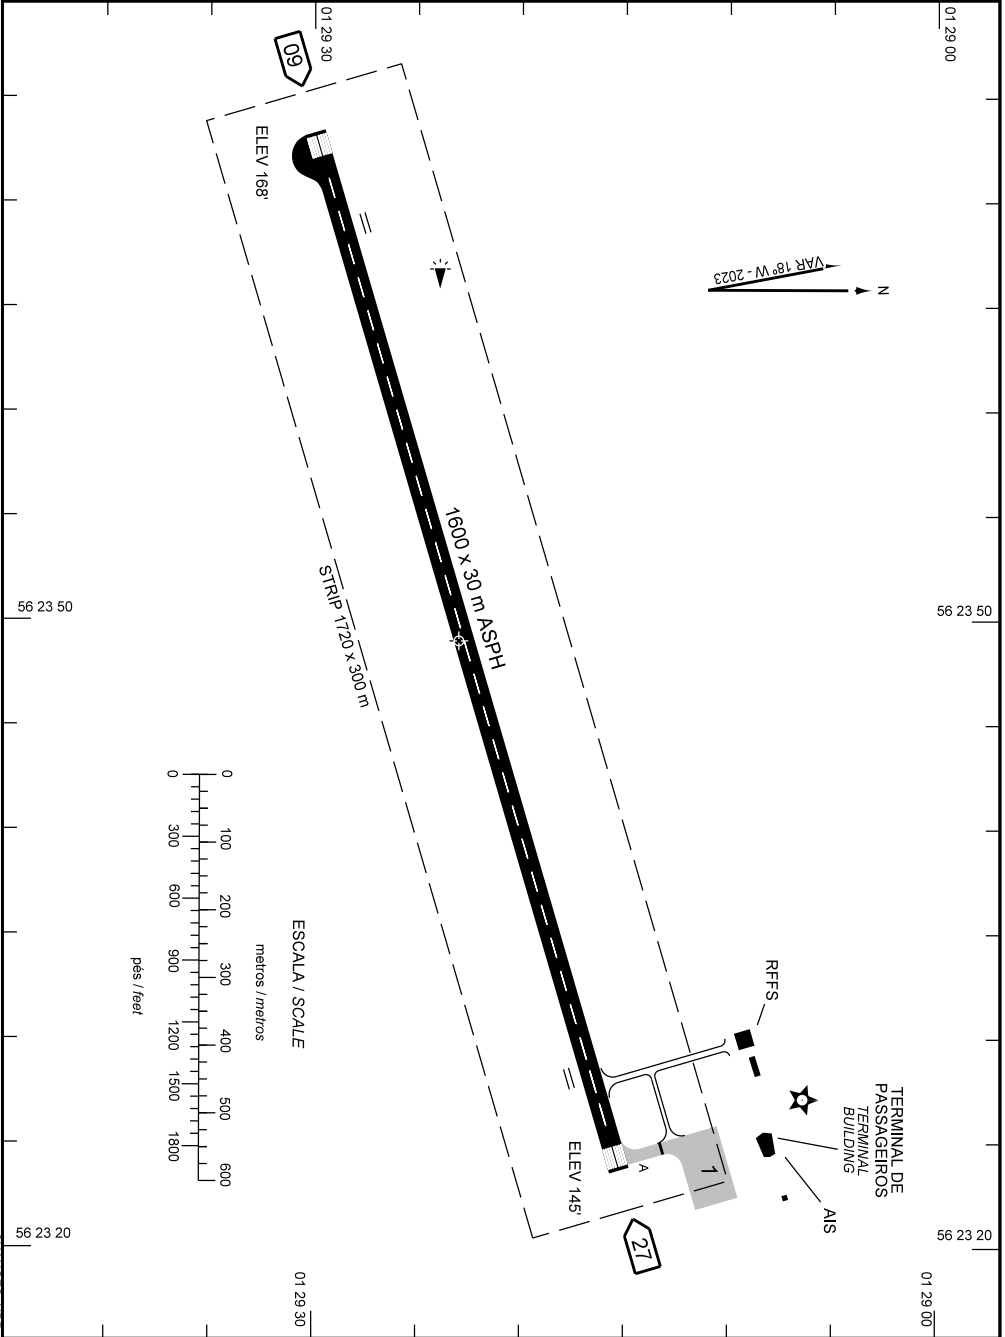 01 29 30
01 29 00
09
ELEV 168'
VAR 18° W - 2023
N
1600 x 30 m ASPH
STRIP 1720 x 300 m
56 23 50
56 23 50
ESCALA / SCALE
metros / metros
0 100 200 300 400 500 600
0 300 600 900 1200 1500 1800
pés / feet
RFFS
TERMINAL DE
PASSAGEIROS
TERMINAL
BUILDING
AIS
1
A
ELEV 145'
27
56 23 20
56 23 20
01 29 30
01 29 00